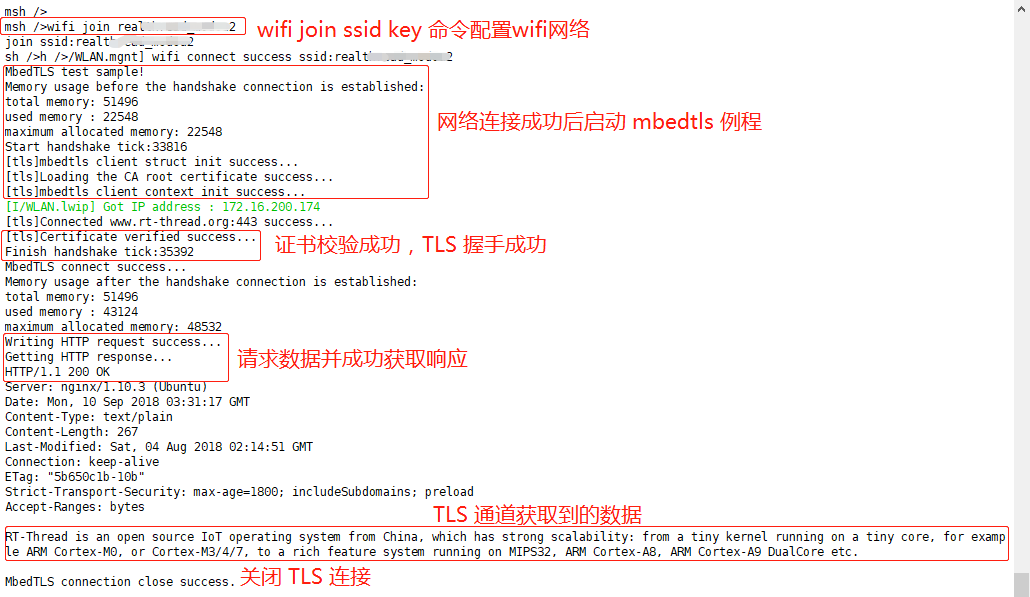 msh />
msh />wifi join real 2
wifi join ssid key 命令配置wifi网络
join ssid:realt 2
sh />h />/WLAN.mgnt] wifi connect success ssid:realt 2
MbedTLS test sample!
Memory usage before the handshake connection is established:
total memory: 51496
used memory : 22548
网络连接成功后启动 mbedtls 例程
maximum allocated memory: 22548
Start handshake tick:33816
[tls]mbedtls client struct init success...
[tls]Loading the CA root certificate success...
[tls]mbedtls client context init success...
[I/WLAN.lwip] Got IP address : 172.16.200.174
[tls]Connected www.rt-thread.org:443 success...
[tls]Certificate verified success...
证书校验成功，TLS 握手成功
Finish handshake tick:35392
MbedTLS connect success...
Memory usage after the handshake connection is established:
total memory: 51496
used memory : 43124
maximum allocated memory: 48532
Writing HTTP request success...
Getting HTTP response...
请求数据并成功获取响应
HTTP/1.1 200 OK
Server: nginx/1.10.3 (Ubuntu)
Date: Mon, 10 Sep 2018 03:31:17 GMT
Content-Type: text/plain
Content-Length: 267
Last-Modified: Sat, 04 Aug 2018 02:14:51 GMT
Connection: keep-alive
ETag: "5b650c1b-10b"
Strict-Transport-Security: max-age=1800; includeSubdomains; preload
Accept-Ranges: bytes
TLS 通道获取到的数据
RT-Thread is an open source IoT operating system from China, which has strong scalability: from a tiny kernel running on a tiny core, for examp
le ARM Cortex-M0, or Cortex-M3/4/7, to a rich feature system running on MIPS32, ARM Cortex-A8, ARM Cortex-A9 DualCore etc.
MbedTLS connection close success.
关闭 TLS 连接